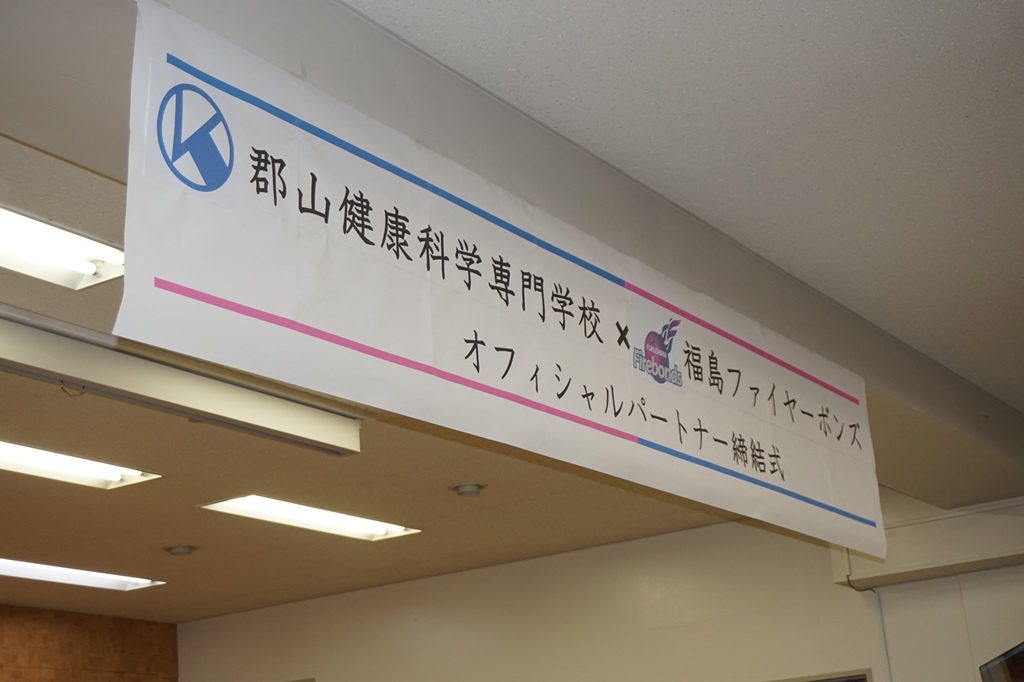 郡山健康科学専門学校×Firebonds 福島ファイヤーボンズ
オフィシャルパートナー締結式